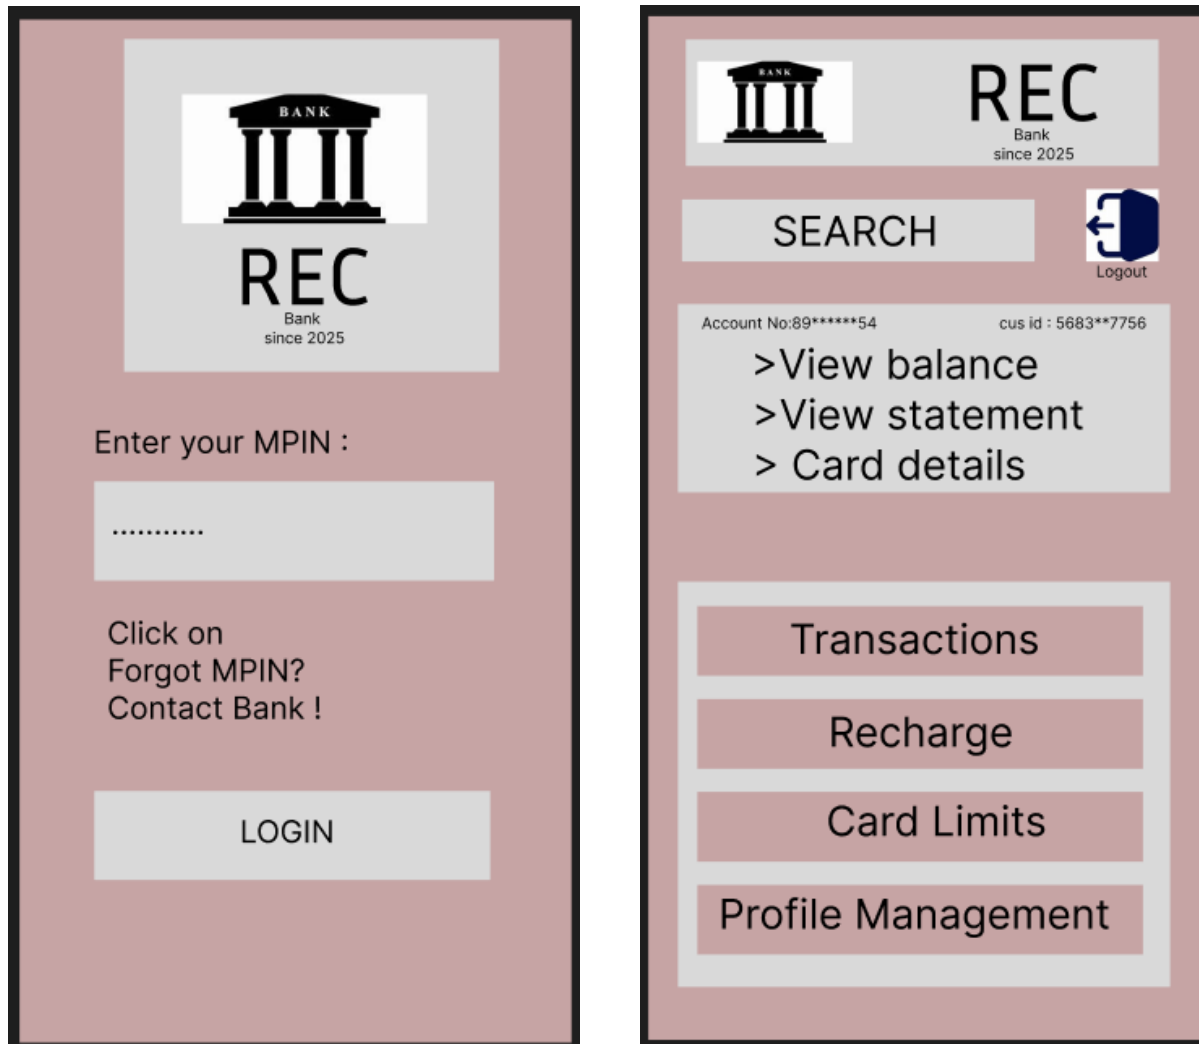 BANK
REC
Bank
since 2025
Enter your MPIN :
...........
Click on
Forgot MPIN?
Contact Bank !
LOGIN
BANK
REC
Bank
since 2025
SEARCH
Logout
Account No:89******54 cus id : 5683**7756
>View balance
>View statement
> Card details
Transactions
Recharge
Card Limits
Profile Management